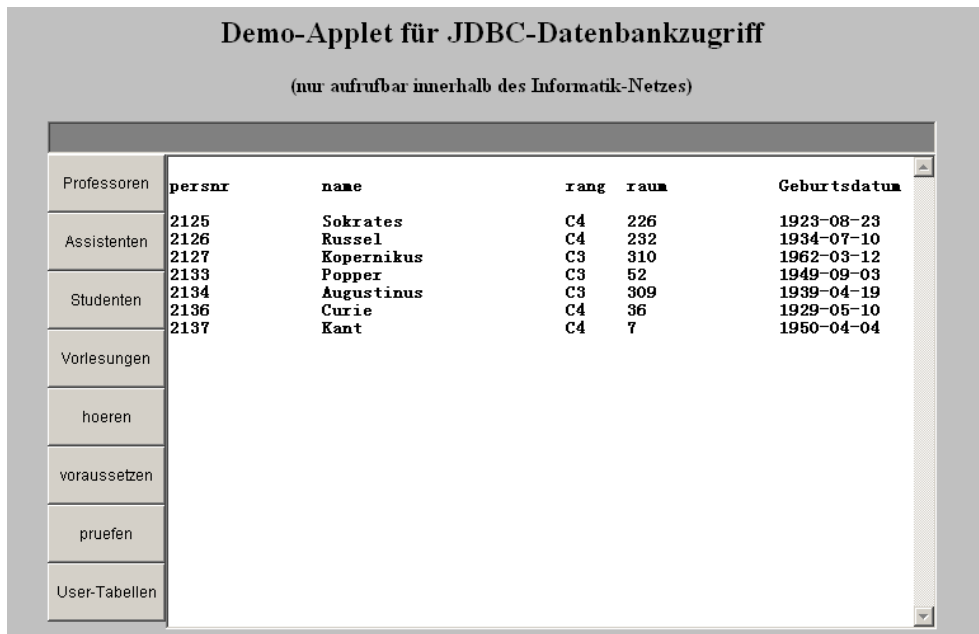 Demo-Applet für JDBC-Datenbankzugriff
(nur aufrufbar innerhalb des Informatik-Netzes)
Professoren
Assistenten
Studenten
Vorlesungen
hoeren
voraussetzen
pruefen
User-Tabellen
persnr name rang raum Geburtsdatum
2125 Sokrates C4 226 1923-08-23
2126 Russel C4 232 1934-07-10
2127 Kopernikus C3 310 1962-03-12
2133 Popper C3 52 1949-09-03
2134 Augustinus C3 309 1939-04-19
2136 Curie C4 36 1929-05-10
2137 Kant C4 7 1950-04-04